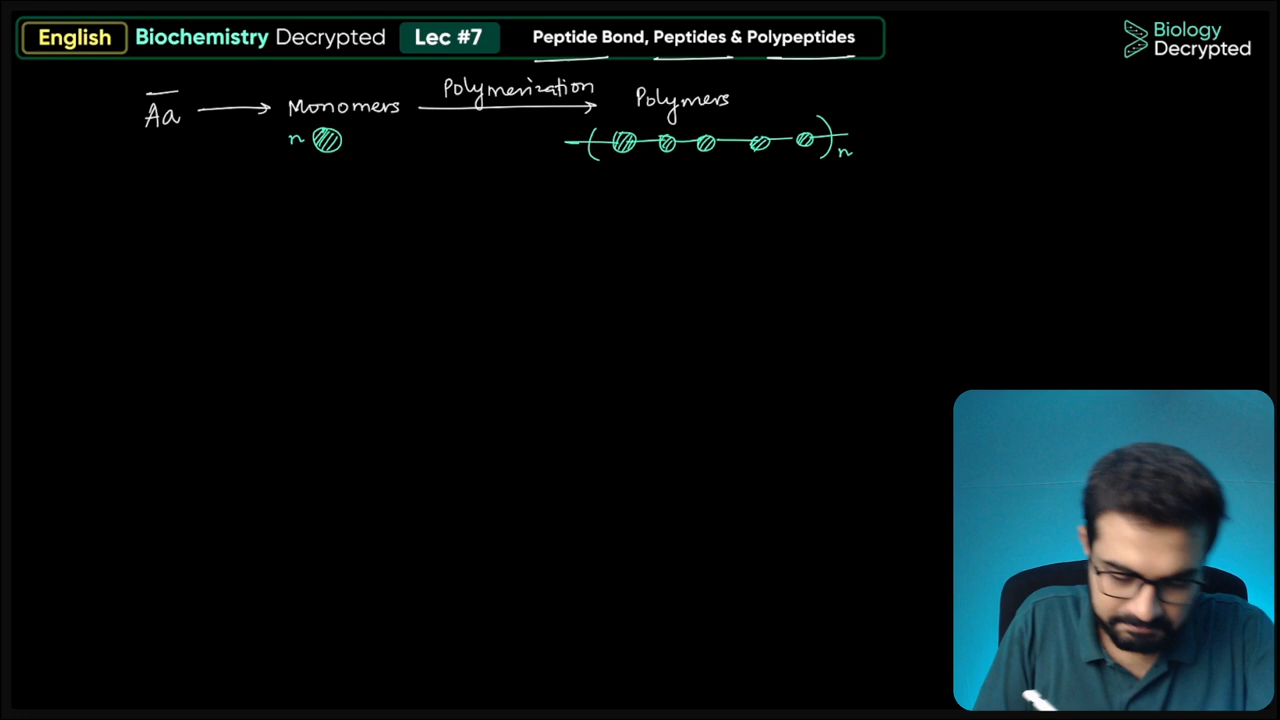 English Biochemistry Decrypted Lec #7 Peptide Bond, Peptides & Polypeptides
Biology
Decrypted
Aa → Monomers Polymerization → Polymers
n
n